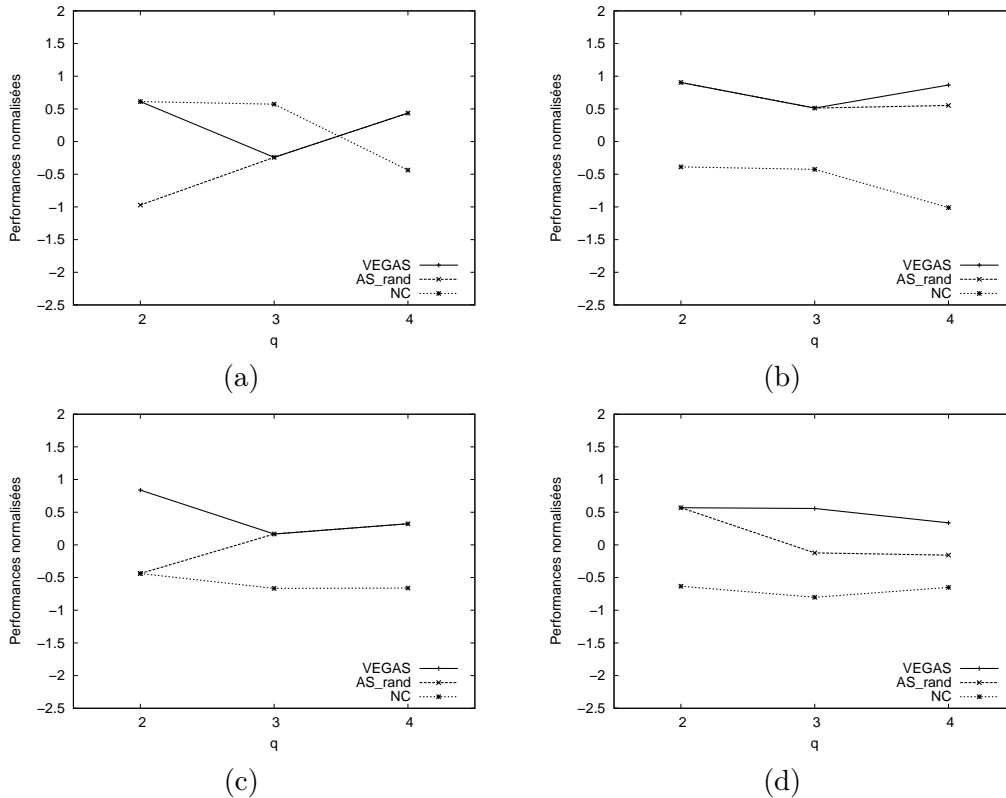 2
1.5
1
0.5
0
−0.5
−1
−1.5
−2
−2.5
Performances normalisées
VEGAS
AS_rand
NC
2 3 4
q
(a)
2
1.5
1
0.5
0
−0.5
−1
−1.5
−2
−2.5
Performances normalisées
VEGAS
AS_rand
NC
2 3 4
q
(b)
2
1.5
1
0.5
0
−0.5
−1
−1.5
−2
−2.5
Performances normalisées
VEGAS
AS_rand
NC
2 3 4
q
(c)
2
1.5
1
0.5
0
−0.5
−1
−1.5
−2
−2.5
Performances normalisées
VEGAS
AS_rand
NC
2 3 4
q
(d)